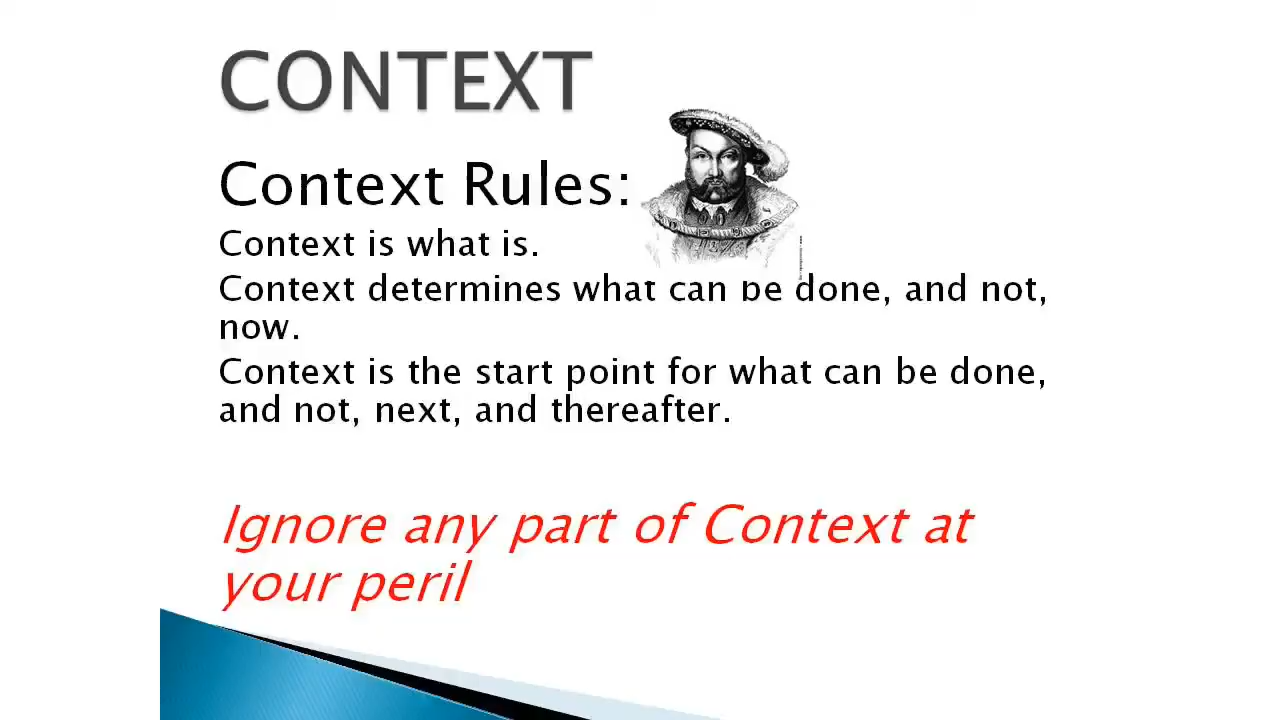 CONTEXT
Context Rules:
Context is what is.
Context determines what can be done, and not,
now.
Context is the start point for what can be done,
and not, next, and thereafter.
Ignore any part of Context at
your peril